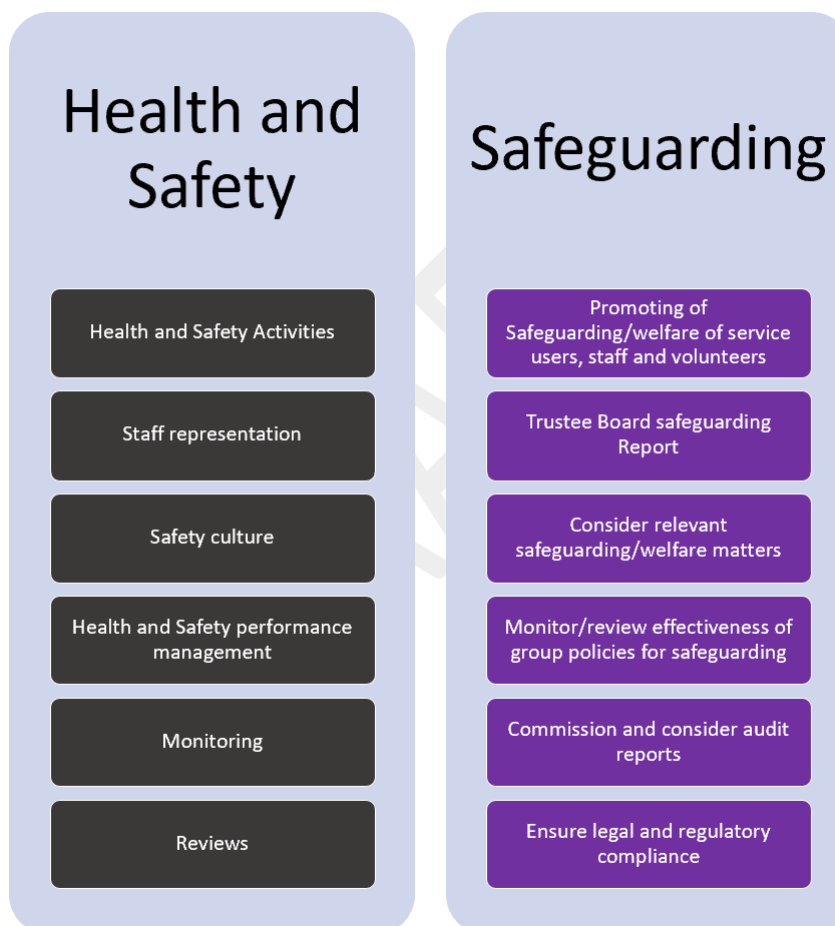 Health and
Safety
Health and Safety Activities
Staff representation
Safety culture
Health and Safety performance
management
Monitoring
Reviews
Safeguarding
Promoting of
Safeguarding/welfare of service
users, staff and volunteers
Trustee Board safeguarding
Report
Consider relevant
safeguarding/welfare matters
Monitor/review effectiveness of
group policies for safeguarding
Commission and consider audit
reports
Ensure legal and regulatory
compliance